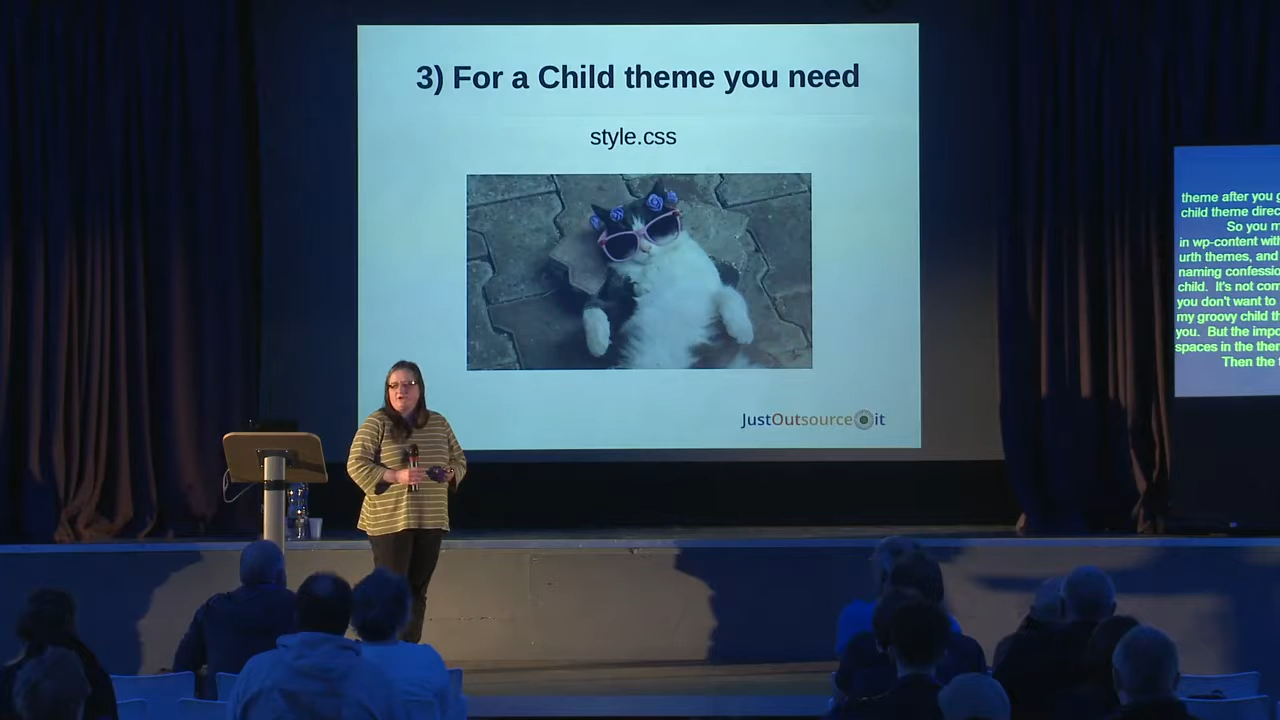 3) For a Child theme you need
style.css
JustOutsource it
theme after you g
child theme direc
So you m
in wp-content with
urth themes, and
naming confessio
child. It's not com
you don't want to
my groovy child th
you. But the impo
spaces in the them
Then the